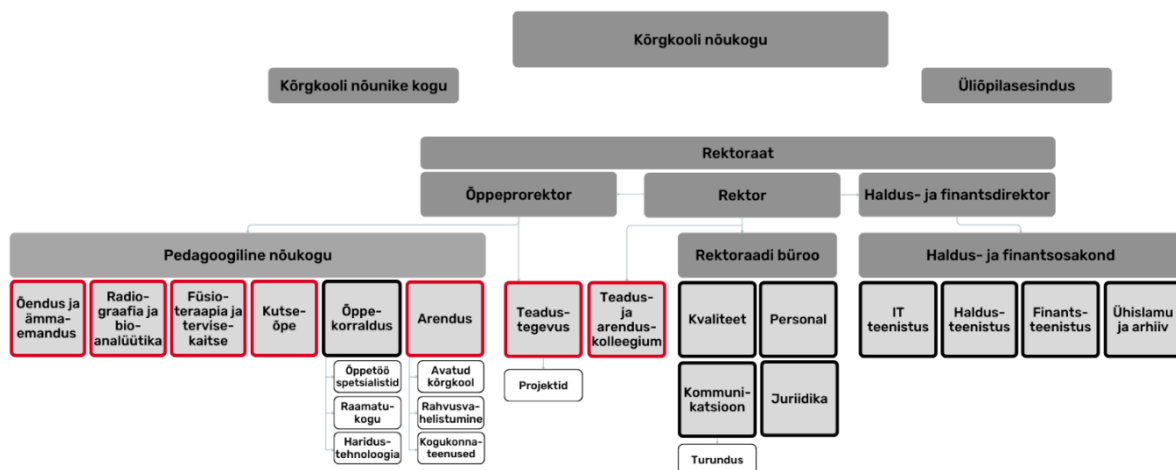 Kõrgkooli nõukogu
Kõrgkooli nõunike kogu
Üliõpilasesindus
Rektoraat
Õppeprorektor
Rektor
Haldus- ja finantsdirektor
Pedagoogiline nõukogu
Rektoraadi büroo
Haldus- ja finantsosakond
Õendus ja
ämma-
emandus
Radio-
graafia ja
bio-
analüütika
Füsio-
teraapia ja
tervise-
kaitse
Kutse-
õpe
Õppe-
korraldus
Arendus
Teadus-
tegevus
Teadus-
ja
arendus-
kolleegium
Kvaliteet
Personal
IT
teenistus
Haldus-
teenistus
Finants-
teenistus
Ühislamu
ja arhiiv
Õppetöö
spetsialistid
Avatud
kõrgkool
Projektid
Raamatu-
kogu
Rahvusva-
helistumine
Kommuni-
katsioon
Juriidika
Haridus-
tehnoloogia
Kogukonna-
teenused
Turundus